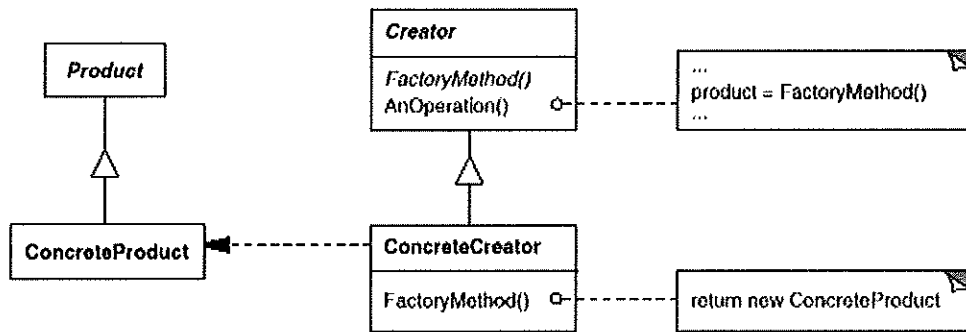 Creator
Product
FactoryMethod()
AnOperation()
...
product = FactoryMethod()
...
ConcreteProduct
ConcreteCreator
FactoryMethod()
return new ConcreteProduct